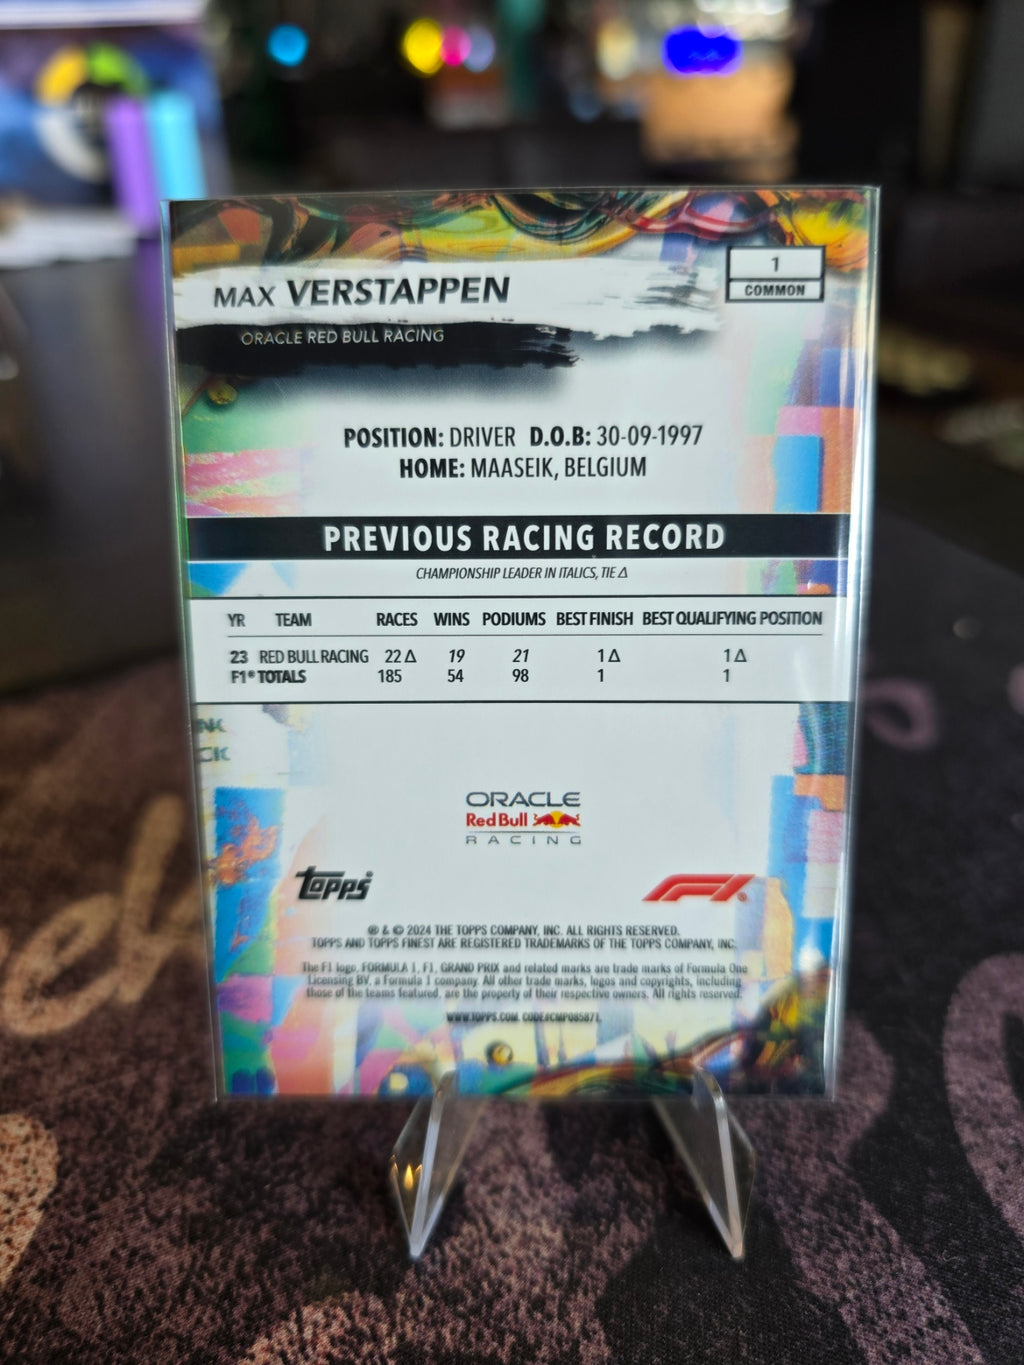 1
COMMON
MAX VERSTAPPEN
ORACLE RED BULL RACING
POSITION: DRIVER D.O.B: 30-09-1997
HOME: MAASEIK, BELGIUM
PREVIOUS RACING RECORD
CHAMPIONSHIP LEADER IN ITALICS, TIE Δ
YR TEAM RACES WINS PODIUMS BEST FINISH BEST QUALIFYING POSITION
23 RED BULL RACING 22 Δ 19 21 1 Δ 1 Δ
F1® TOTALS 185 54 98 1 1
NK
CK
ORACLE
Red Bull
RACING
topps
F1®
® & © 2024 THE TOPPS COMPANY, INC. ALL RIGHTS RESERVED.
TOPPS AND TOPPS FINEST ARE REGISTERED TRADEMARKS OF THE TOPPS COMPANY, INC.
The F1 logo, FORMULA 1, F1, GRAND PRIX and related marks are trade marks of Formula One
Licensing BV, a Formula 1 company. All other trade marks, logos and copyrights, including
those of the teams featured, are the property of their respective owners. All rights reserved.
WWW.TOPPS.COM CODE#CMP085871